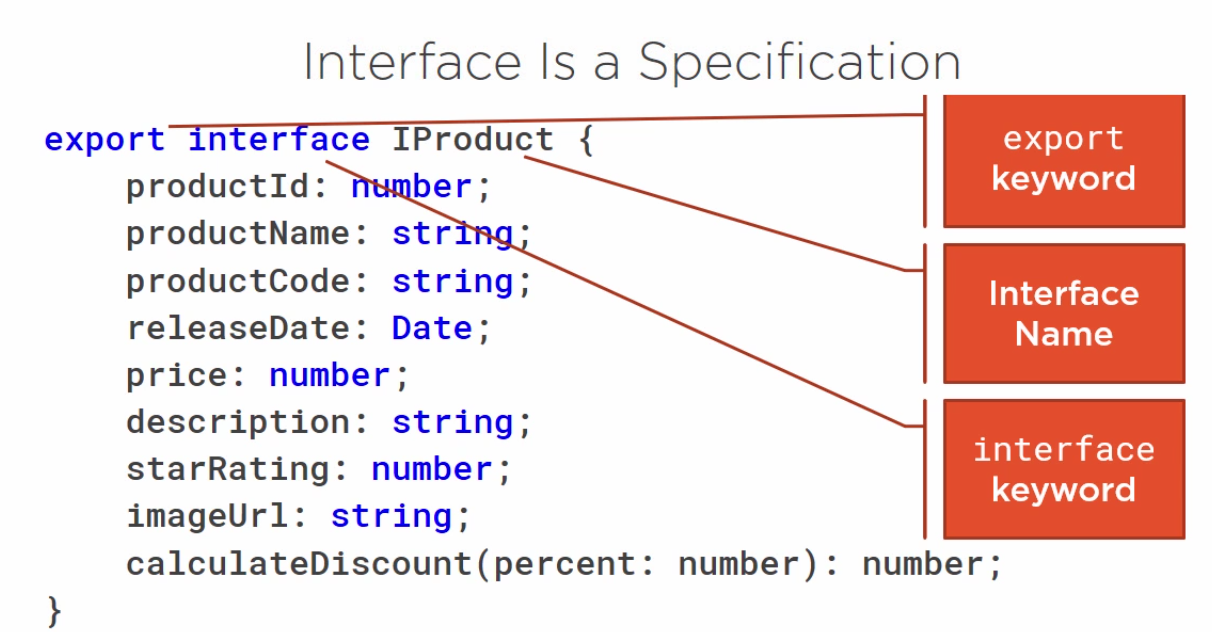 Interface Is a Specification
export interface IProduct {
productId: number;
productName: string;
productCode: string;
releaseDate: Date;
price: number;
description: string;
starRating: number;
imageUrl: string;
calculateDiscount(percent: number): number;
}
export
keyword
Interface
Name
interface
keyword